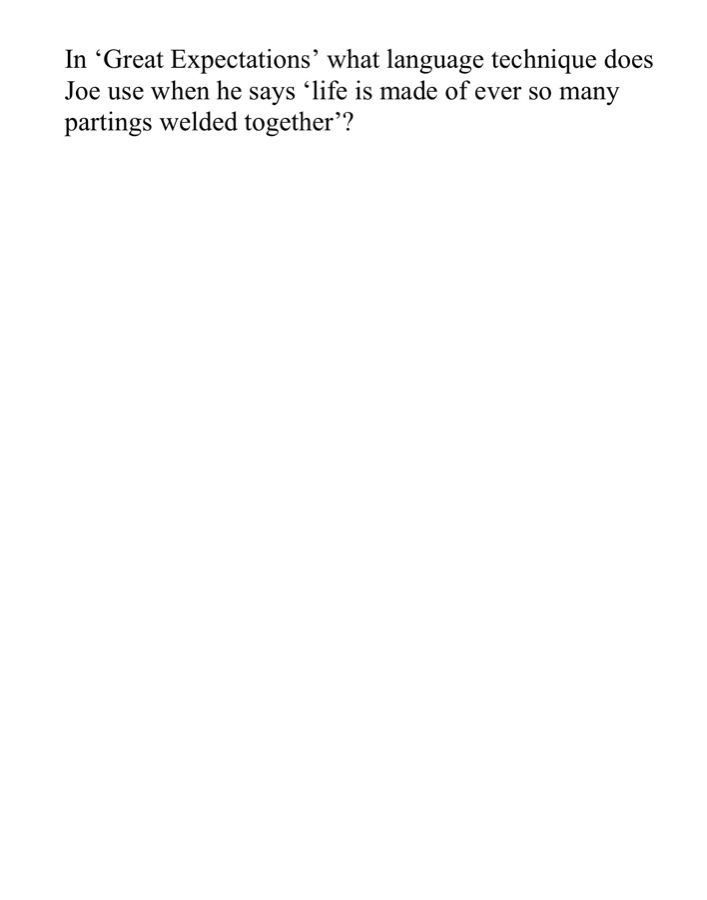 In ‘Great Expectations’ what language technique does
Joe use when he says ‘life is made of ever so many
partings welded together’?